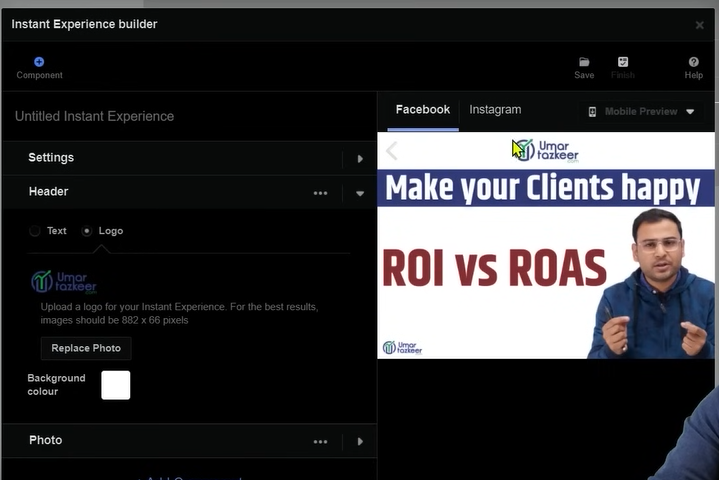 Instant Experience builder
Component
Save
Finish
Help
Untitled Instant Experience
Facebook
Instagram
Mobile Preview
Settings
Header
Text
Logo
Umar
tazkeer
.com
Upload a logo for your Instant Experience. For the best results,
images should be 882 x 66 pixels
Replace Photo
Background
colour
Photo
Umar
tazkeer
Make your Clients happy
ROI vs ROAS
Umar
tazkeer